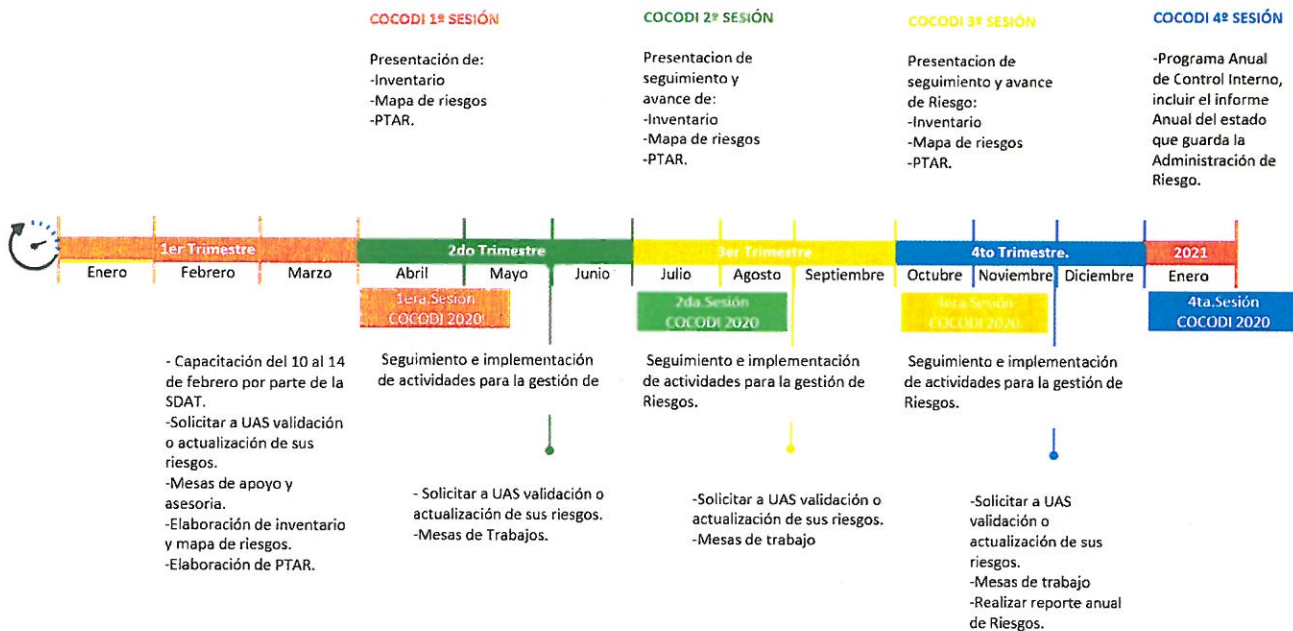 COCODI 1ª SESIÓN
Presentación de:
-Inventario
-Mapa de riesgos
-PTAR.
COCODI 2ª SESIÓN
Presentacion de
seguimiento y
avance de:
-Inventario
-Mapa de riesgos
-PTAR.
COCODI 3ª SESIÓN
Presentacion de
seguimiento y avance
de Riesgo:
-Inventario
-Mapa de riesgos
-PTAR.
COCODI 4ª SESIÓN
-Programa Anual
de Control Interno,
incluir el informe
Anual del estado
que guarda la
Administración de
Riesgo.
1er Trimestre
2do Trimestre
3er Trimestre
4to Trimestre.
2021
Enero
Febrero
Marzo
Abril
Mayo
Junio
Julio
Agosto
Septiembre
Octubre
Noviembre
Diciembre
Enero
1era.Sesión
COCODI 2020
2da.Sesión
COCODI 2020
3era.Sesión
COCODI 2020
4ta.Sesión
COCODI 2020
- Capacitación del 10 al 14
de febrero por parte de la
SDAT.
-Solicitar a UAS validación
o actualización de sus
riesgos.
-Mesas de apoyo y
asesoria.
-Elaboración de inventario
y mapa de riesgos.
-Elaboración de PTAR.
Seguimiento e implementación
de actividades para la gestión de
- Solicitar a UAS validación o
actualización de sus riesgos.
-Mesas de Trabajos.
Seguimiento e implementación
de actividades para la gestión de
Riesgos.
-Solicitar a UAS validación o
actualización de sus riesgos.
-Mesas de trabajo
Seguimiento e implementación
de actividades para la gestión de
Riesgos.
-Solicitar a UAS
validación o
actualización de sus
riesgos.
-Mesas de trabajo
-Realizar reporte anual
de Riesgos.